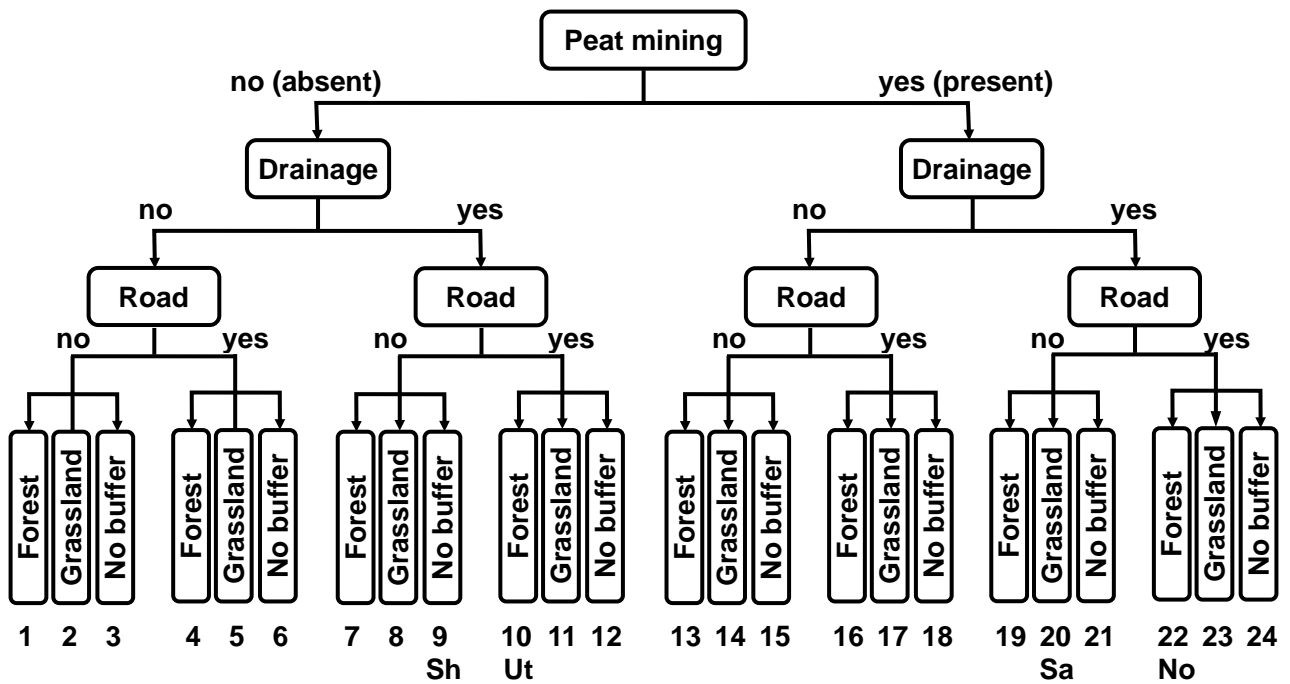 Peat mining
no (absent) yes (present)
Drainage Drainage
no yes no yes
Road Road Road Road
no yes no yes no yes no yes
Forest Grassland No buffer Forest Grassland No buffer Forest Grassland No buffer Forest Grassland No buffer Forest Grassland No buffer Forest Grassland No buffer Forest Grassland No buffer Forest Grassland No buffer
1 2 3 4 5 6 7 8 9 10 11 12 13 14 15 16 17 18 19 20 21 22 23 24
Sh Ut Sa No